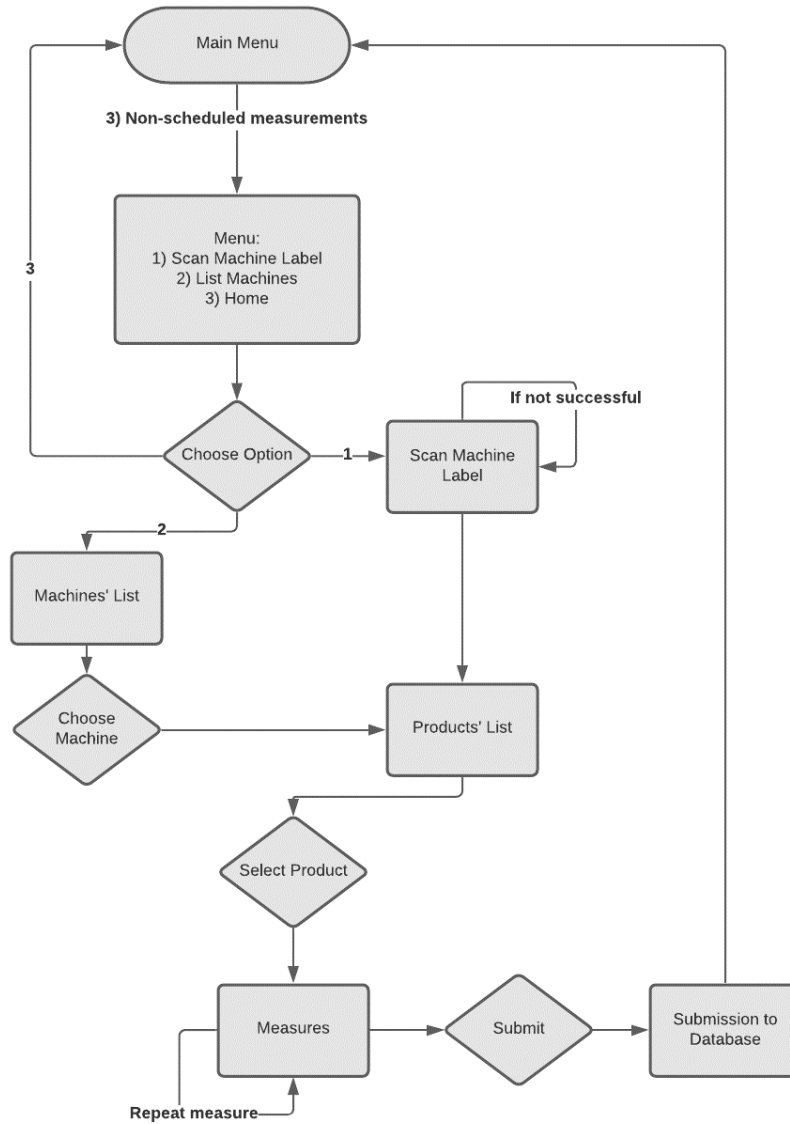 Main Menu
3) Non-scheduled measurements
Menu:
1) Scan Machine Label
2) List Machines
3) Home
3
Choose Option
1
If not successful
Scan Machine
Label
2
Machines' List
Choose
Machine
Products' List
Select Product
Measures
Submit
Submission to
Database
Repeat measure